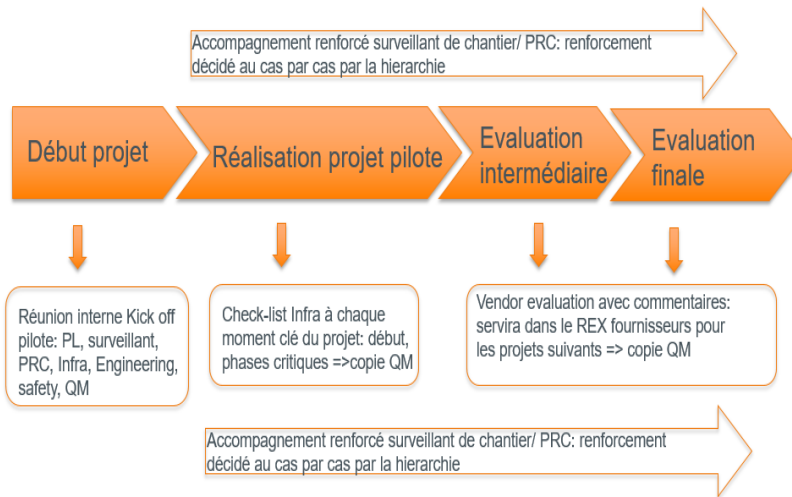 Accompagnement renforcé surveillant de chantier/ PRC: renforcement
décidé au cas par cas par la hierarchie
Début projet
Réalisation projet pilote
Evaluation
intermédiaire
Evaluation
finale
Réunion interne Kick off
pilote: PL, surveillant,
PRC, Infra, Engineering,
safety, QM
Check-list Infra à chaque
moment clé du projet: début,
phases critiques =>copie QM
Vendor evaluation avec commentaires:
servira dans le REX fournisseurs pour
les projets suivants => copie QM
Accompagnement renforcé surveillant de chantier/ PRC: renforcement
décidé au cas par cas par la hierarchie